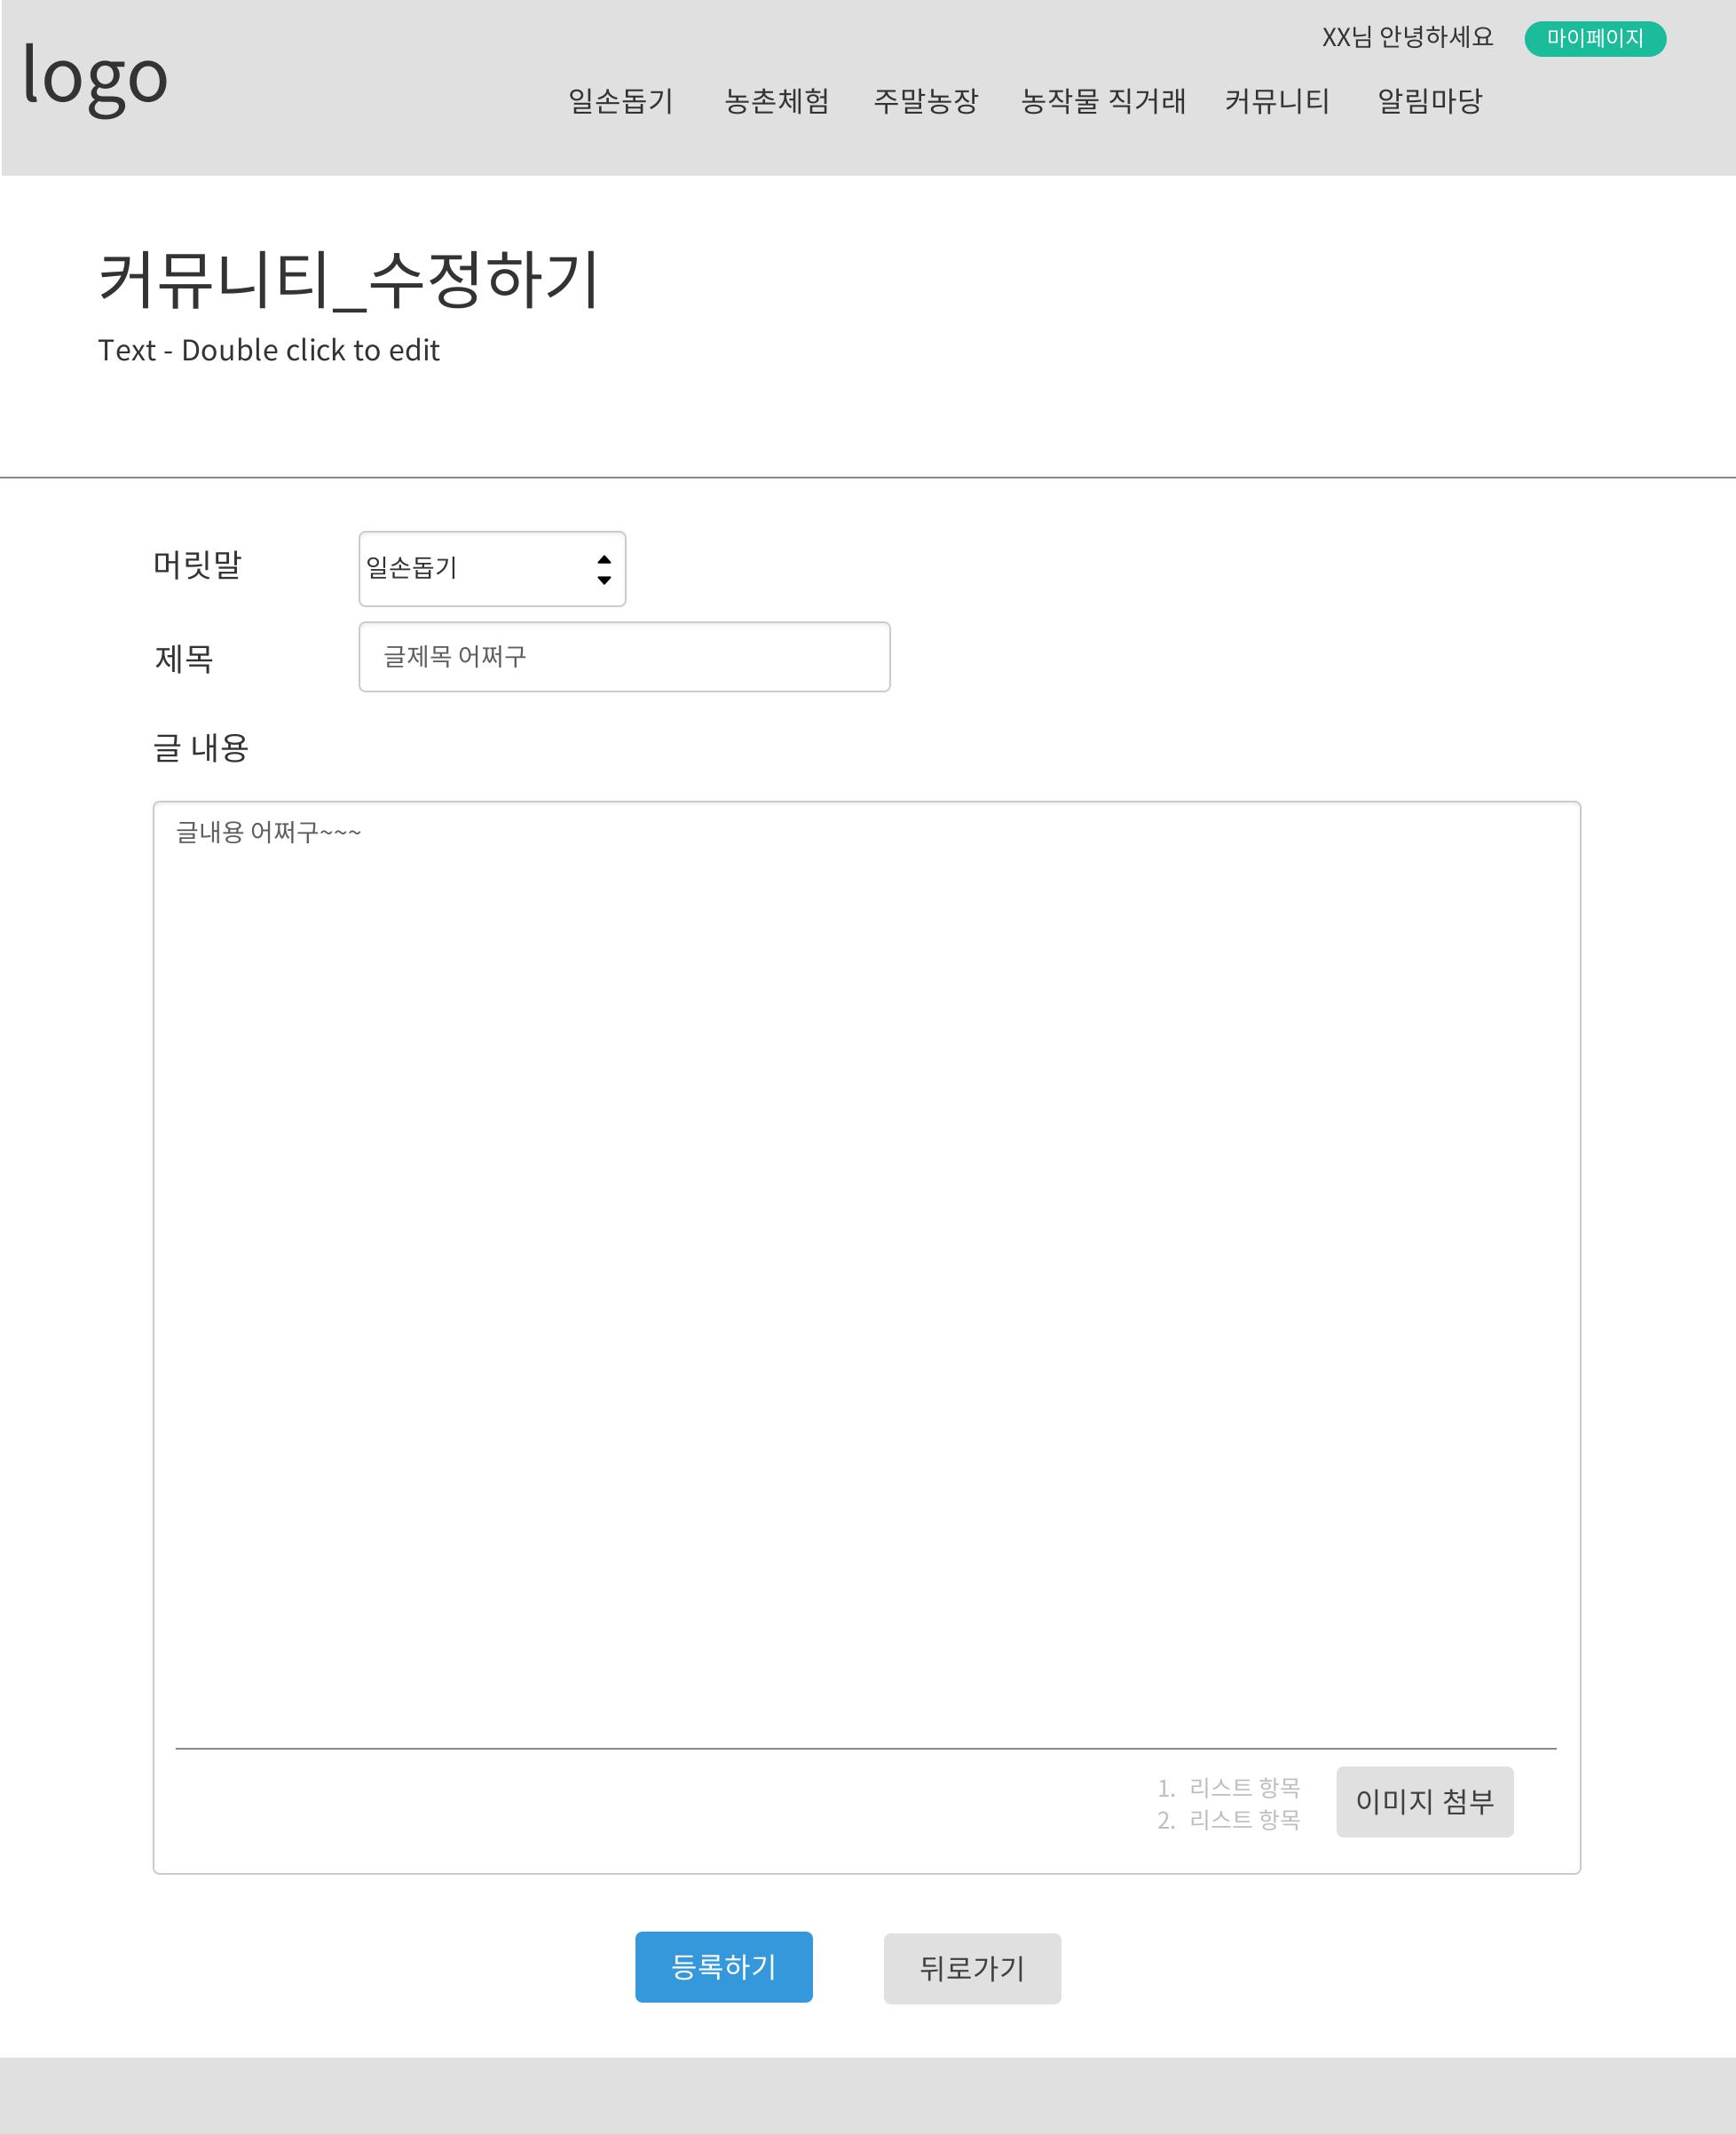 XX님 안녕하세요 마이페이지
logo
일손돕기 농촌체험 주말농장 농작물 직거래 커뮤니티 알림마당
커뮤니티_수정하기
Text - Double click to edit
머릿말 일손돕기
제목 글제목 어쩌구
글 내용
글내용 어쩌구~~~
1. 리스트 항목
2. 리스트 항목
이미지 첨부
등록하기 뒤로가기